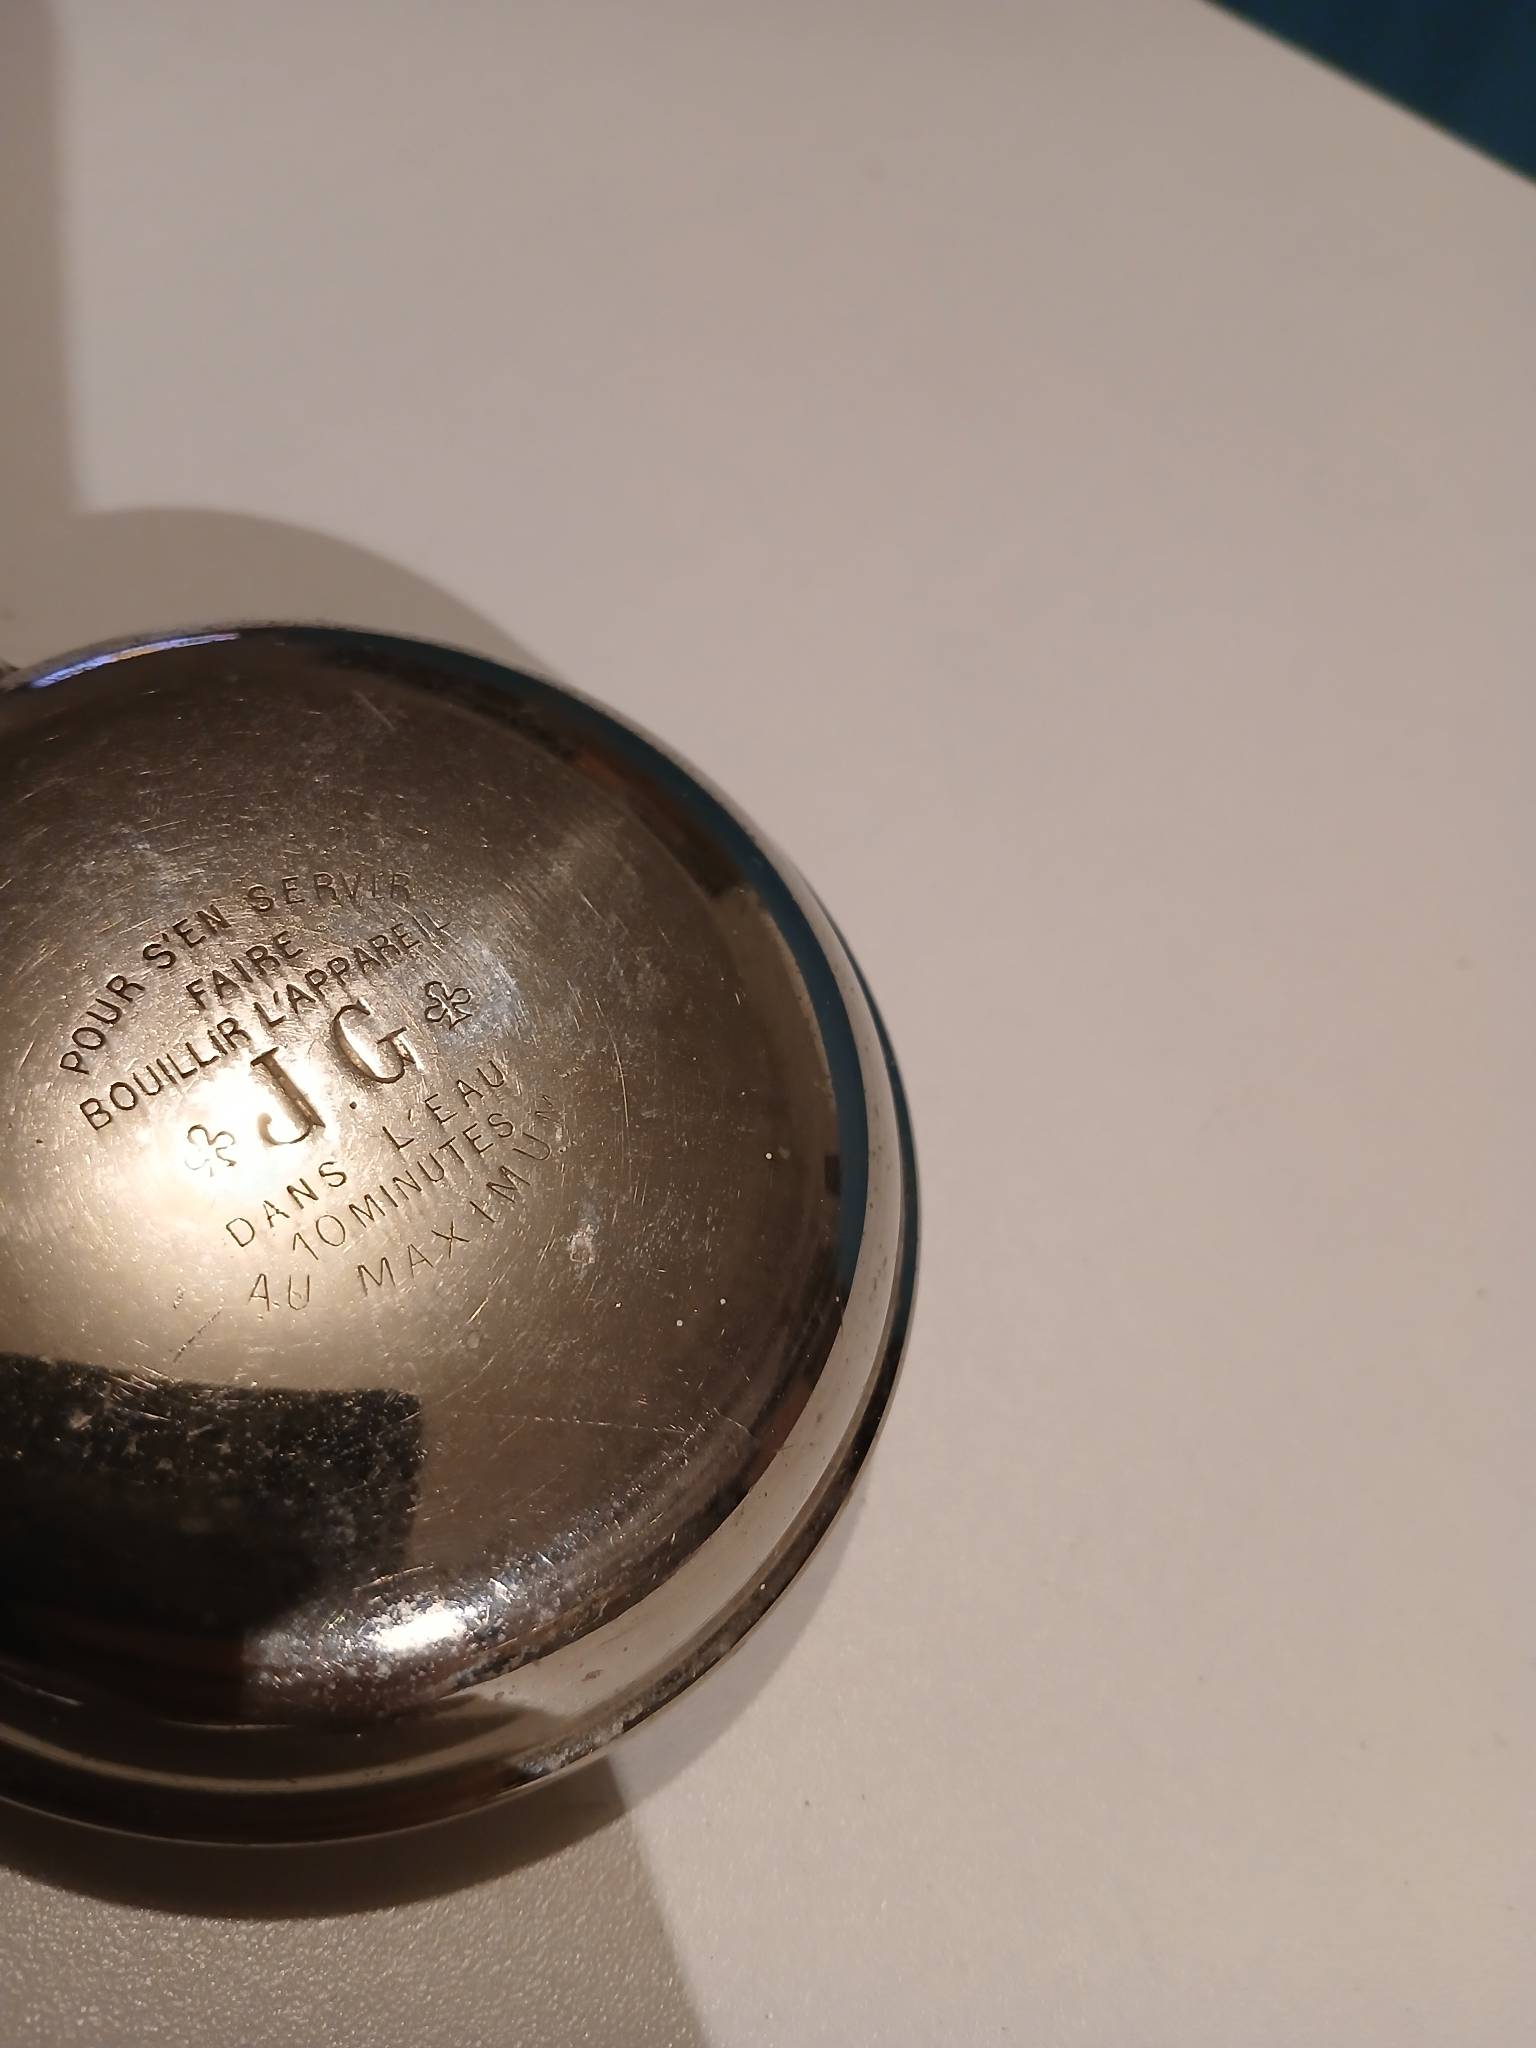 POUR S'EN SERVIR
FAIRE
BOUILLIR L'APPAREIL
J.G
DANS L'EAU
10 MINUTES
AU MAXIMUM